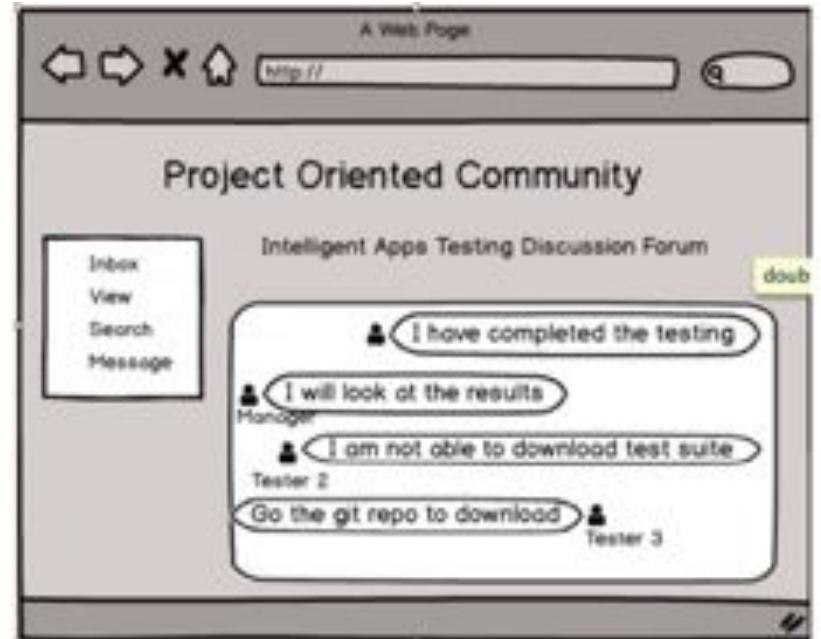 A Web Page
http://
Project Oriented Community
Intelligent Apps Testing Discussion Forum
doub
Inbox
View
Search
Message
I have completed the testing
I will look at the results
Manager
I am not able to download test suite
Tester 2
Go the git repo to download
Tester 3